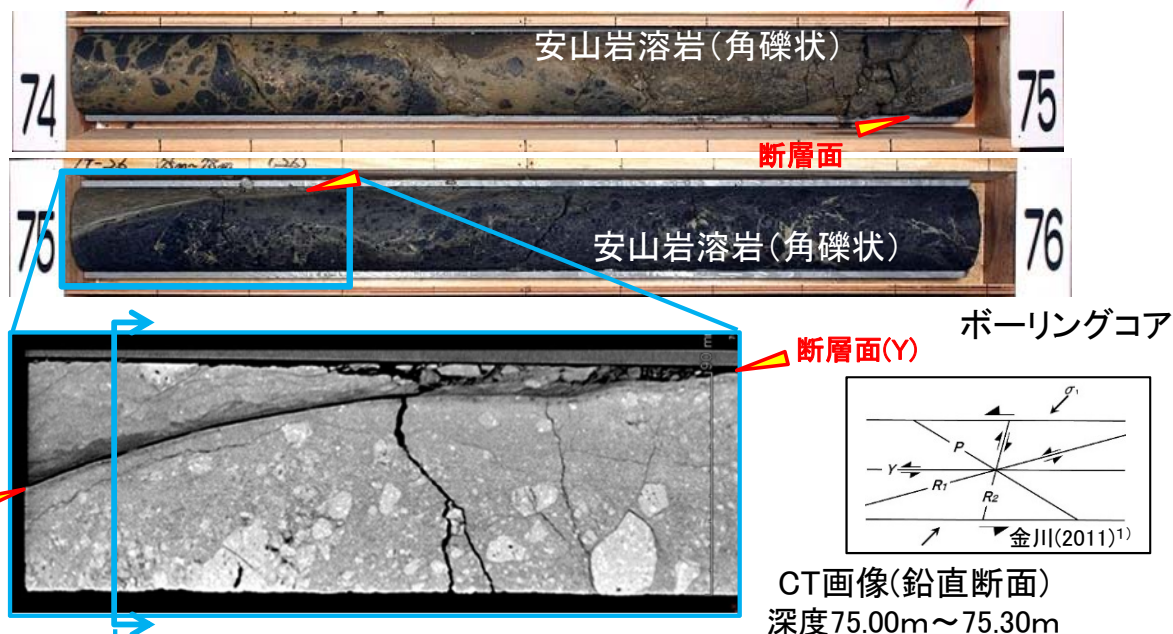 安山岩溶岩(角礫状)
74
75
断層面
75
76
安山岩溶岩(角礫状)
ボーリングコア
断層面(Y)
σ1
P
Y
R1
R2
金川(2011)1)
CT画像(鉛直断面)
深度75.00m~75.30m